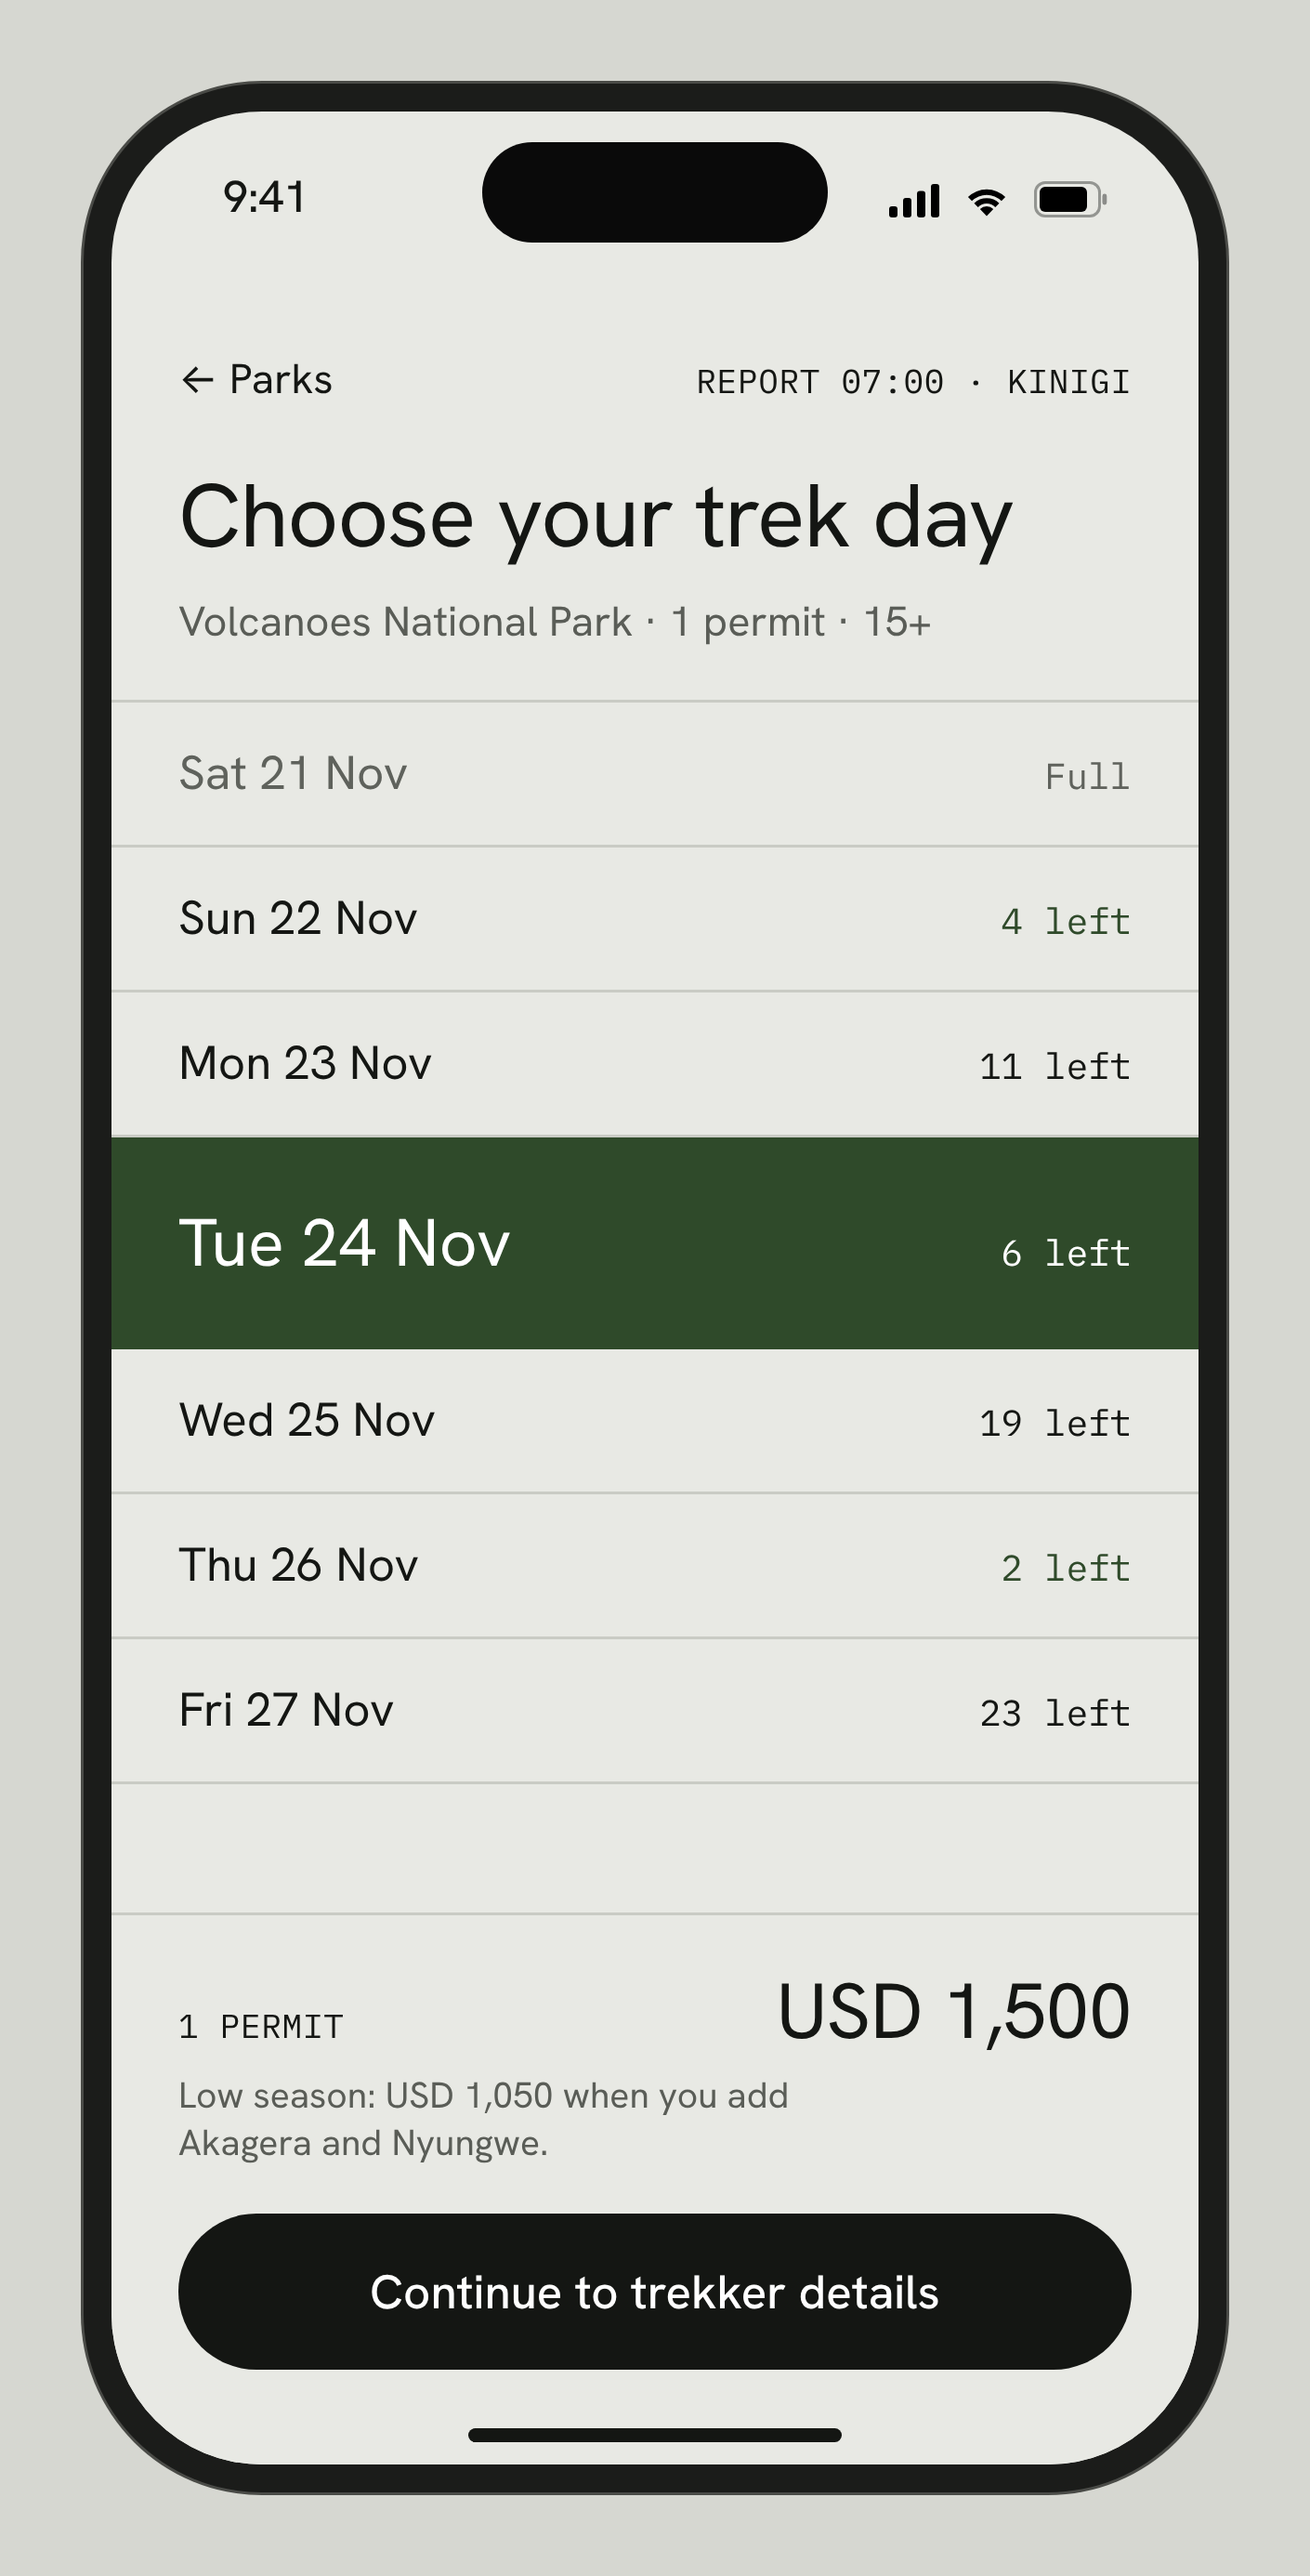 9:41
← Parks
REPORT 07:00 · KINIGI
Choose your trek day
Volcanoes National Park · 1 permit · 15+
Sat 21 Nov
Full
Sun 22 Nov
4 left
Mon 23 Nov
11 left
Tue 24 Nov
6 left
Wed 25 Nov
19 left
Thu 26 Nov
2 left
Fri 27 Nov
23 left
1 PERMIT
USD 1,500
Low season: USD 1,050 when you add
Akagera and Nyungwe.
Continue to trekker details